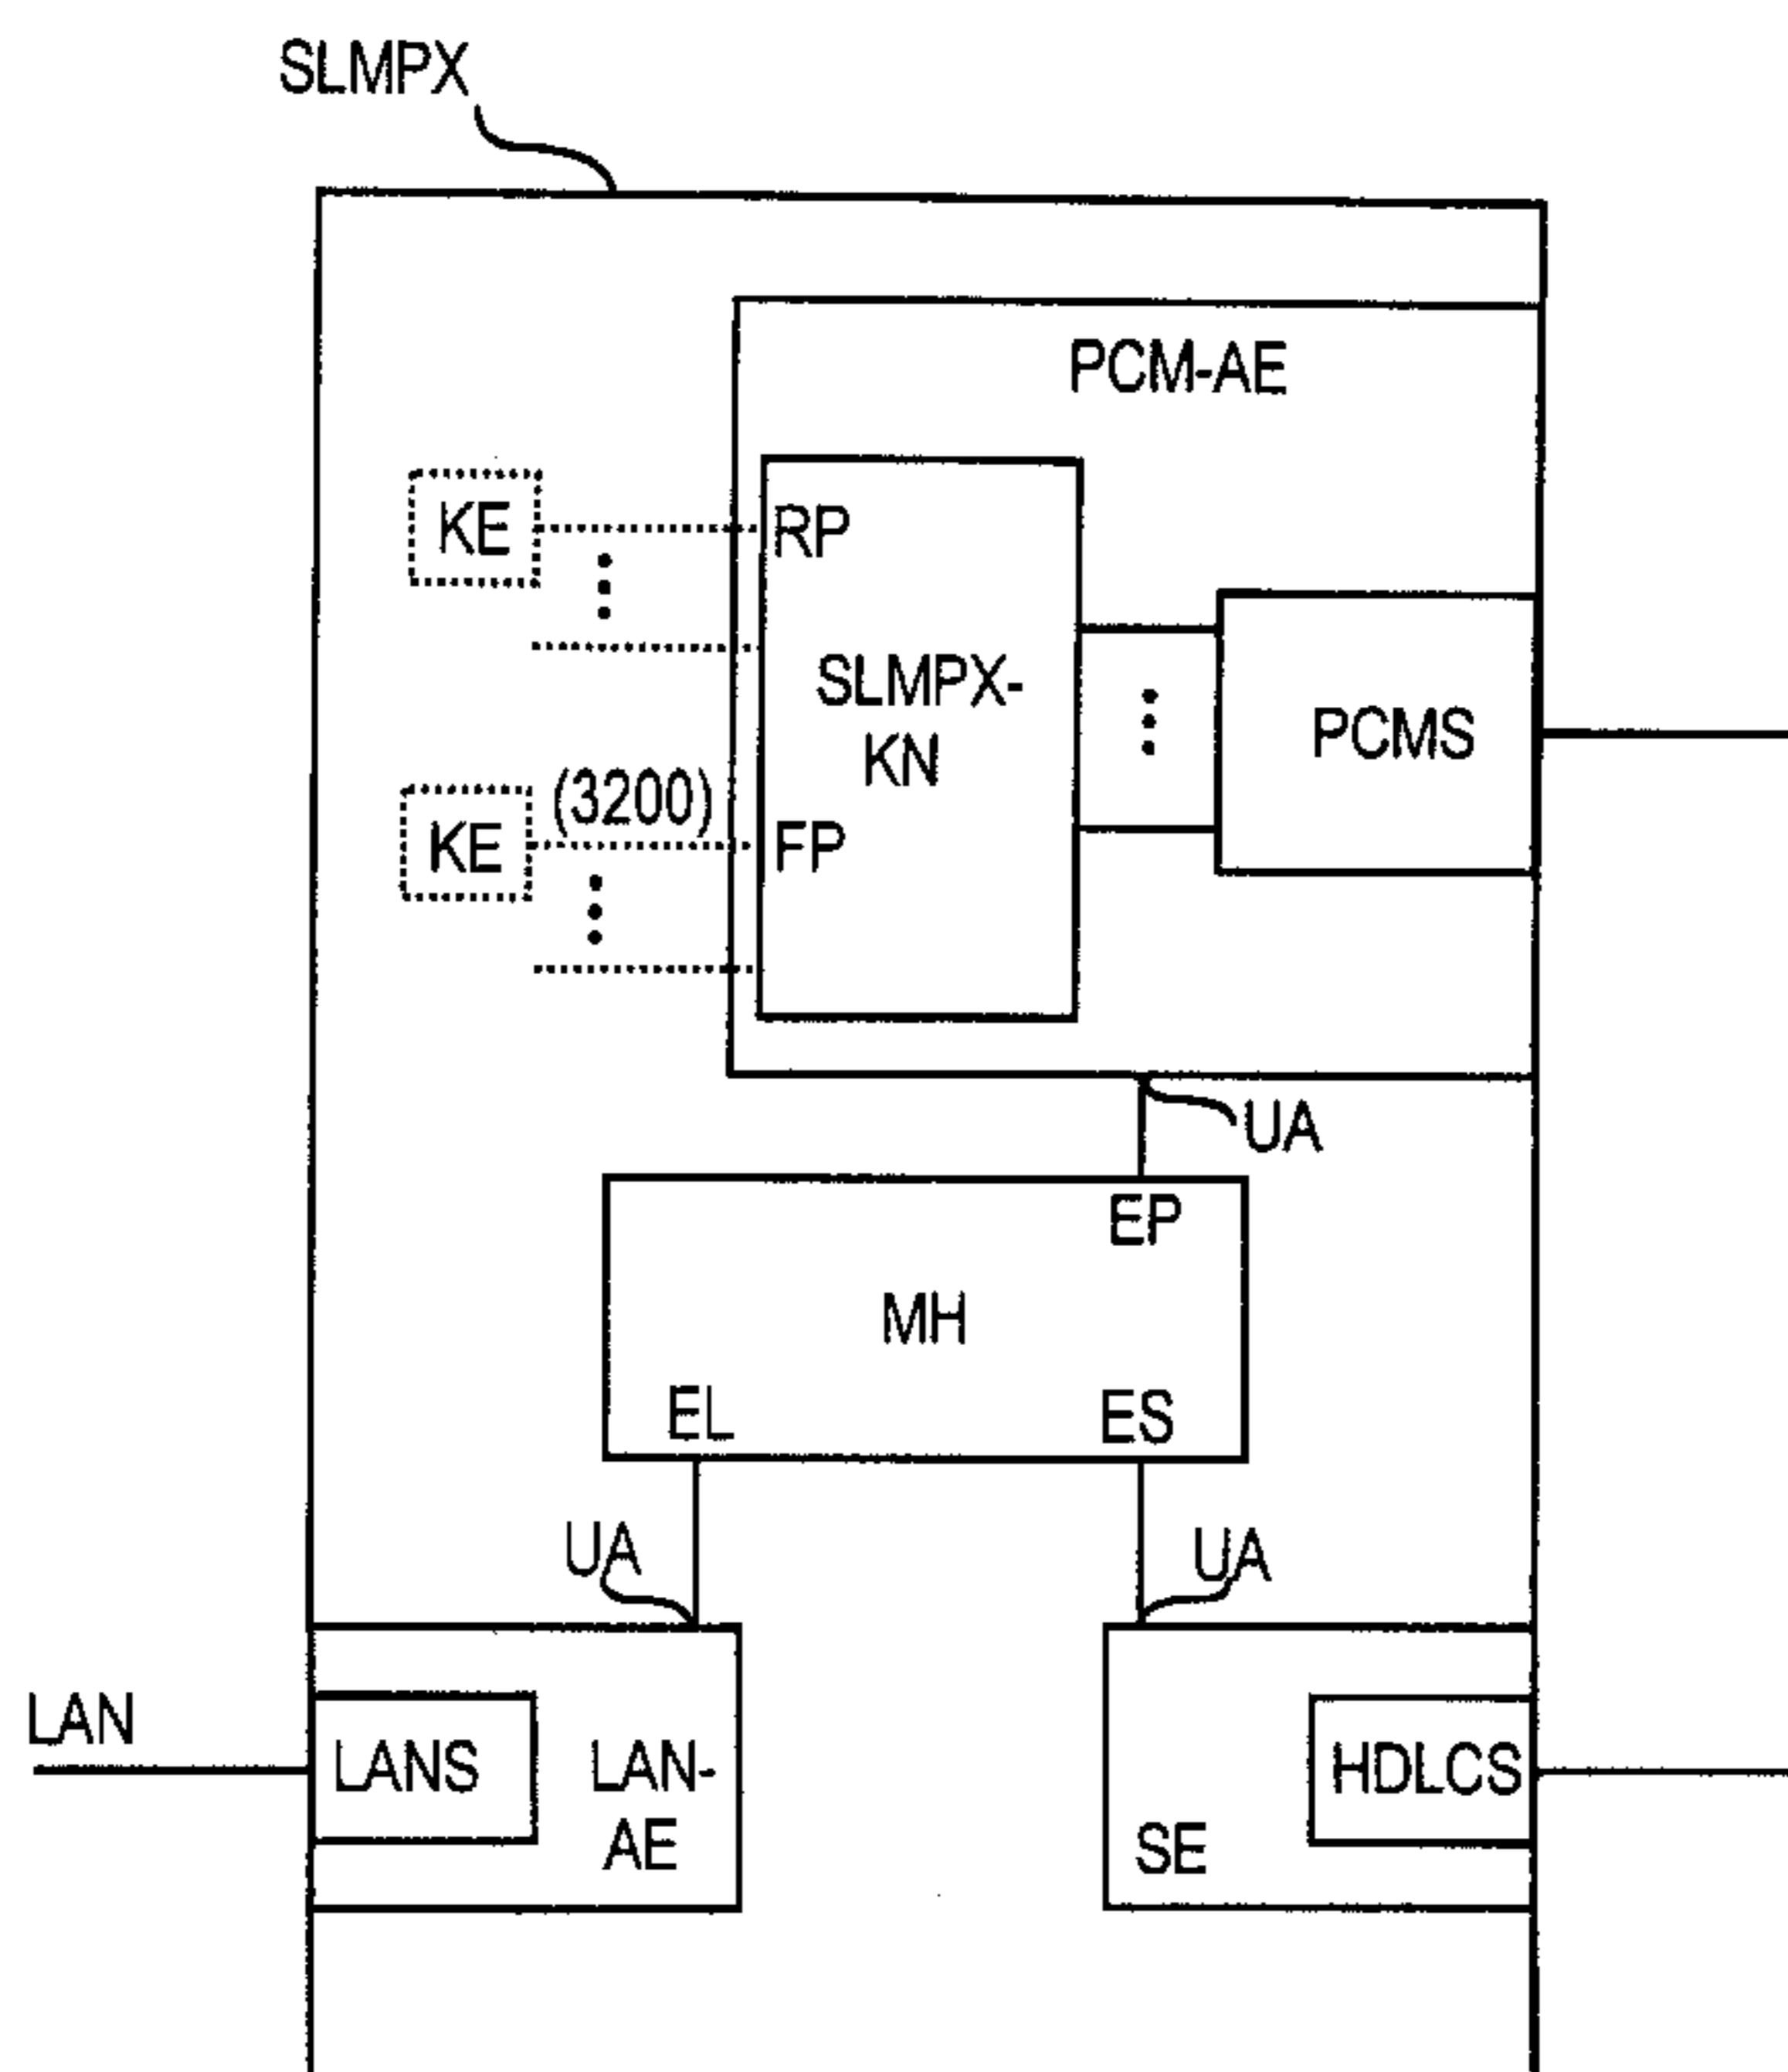 SLMPX
PCM-AE
KE
RP
SLMPX-
KN
PCMS
(3200)
KE
FP
UA
EP
MH
EL
ES
UA
UA
LAN
LANS
LAN-
AE
HDLCS
SE